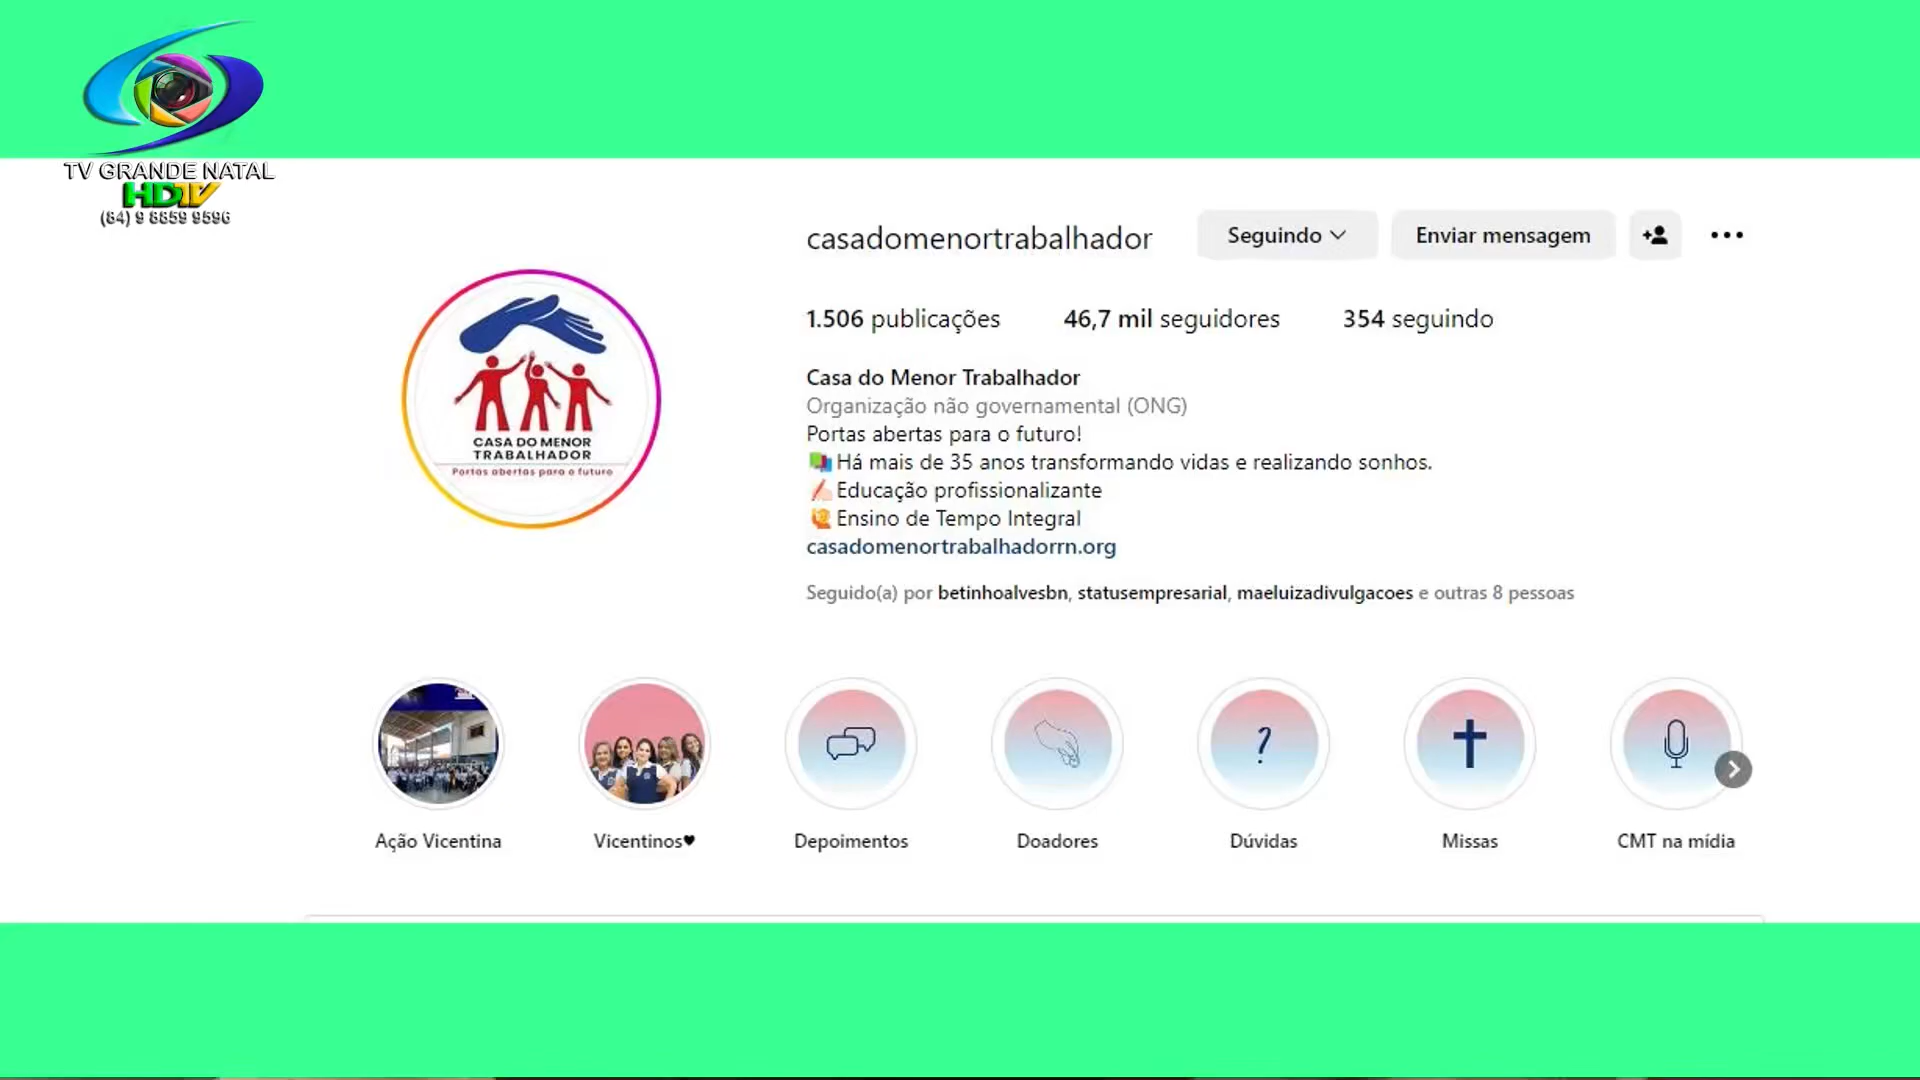 TV GRANDE NATAL
HDTV
(84) 9 8859 9596
casadomenortrabalhador
Seguindo
Enviar mensagem
1.506 publicações
46,7 mil seguidores
354 seguindo
CASA DO MENOR
TRABALHADOR
Portas abertas para o futuro
Casa do Menor Trabalhador
Organização não governamental (ONG)
Portas abertas para o futuro!
Há mais de 35 anos transformando vidas e realizando sonhos.
Educação profissionalizante
Ensino de Tempo Integral
casadomenortrabalhadorrn.org
Seguido(a) por betinhoalvesbn, statusempresarial, maeluizadivulgacoes e outras 8 pessoas
?
Ação Vicentina
Vicentinos♥
Depoimentos
Doadores
Dúvidas
Missas
CMT na mídia